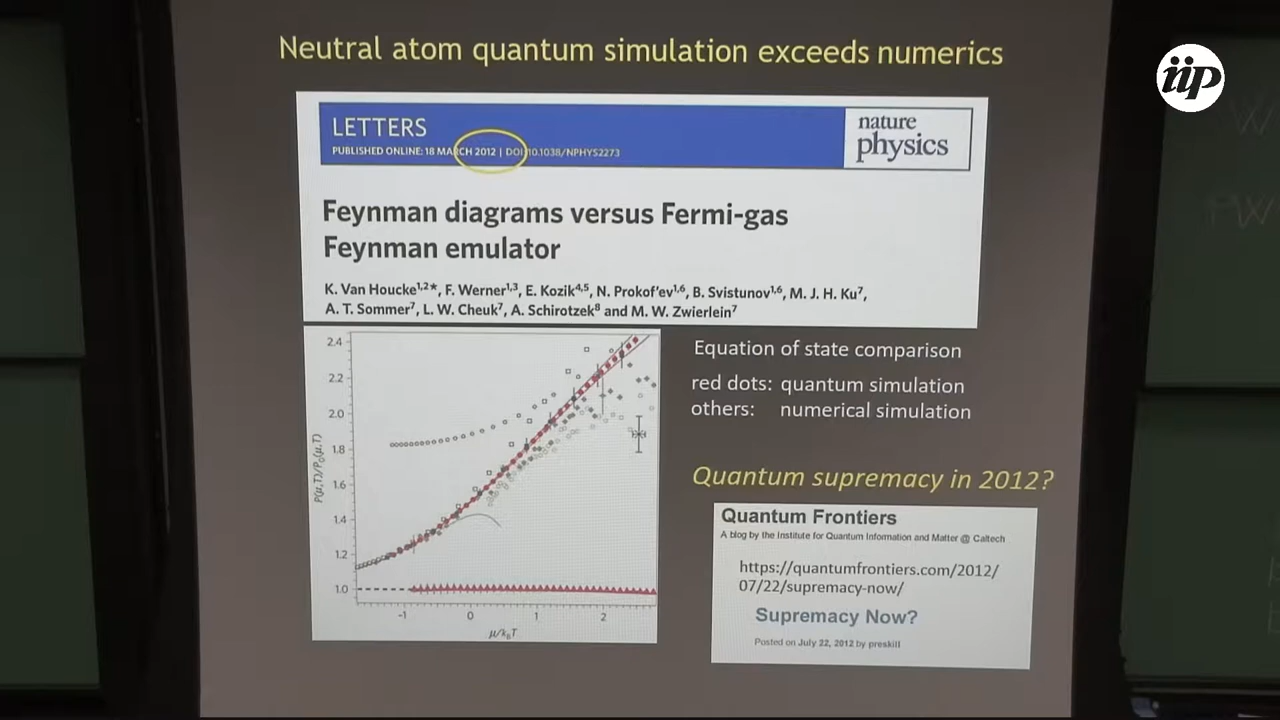 Neutral atom quantum simulation exceeds numerics
iip
LETTERS
PUBLISHED ONLINE: 18 MARCH 2012 | DOI: 10.1038/NPHYS2273
nature
physics
Feynman diagrams versus Fermi-gas
Feynman emulator
K. Van Houcke1,2*, F. Werner1,3, E. Kozik4,5, N. Prokof'ev1,6, B. Svistunov1,6, M. J. H. Ku7,
A. T. Sommer7, L. W. Cheuk7, A. Schirotzek8 and M. W. Zwierlein7
2.4
2.2
2.0
1.8
1.6
1.4
1.2
1.0
P(μ,T)/P₀(μ,T)
-1 0 1 2
μ/kBT
Equation of state comparison
red dots: quantum simulation
others: numerical simulation
Quantum supremacy in 2012?
Quantum Frontiers
A blog by the Institute for Quantum Information and Matter @ Caltech
https://quantumfrontiers.com/2012/
07/22/supremacy-now/
Supremacy Now?
Posted on July 22, 2012 by preskill